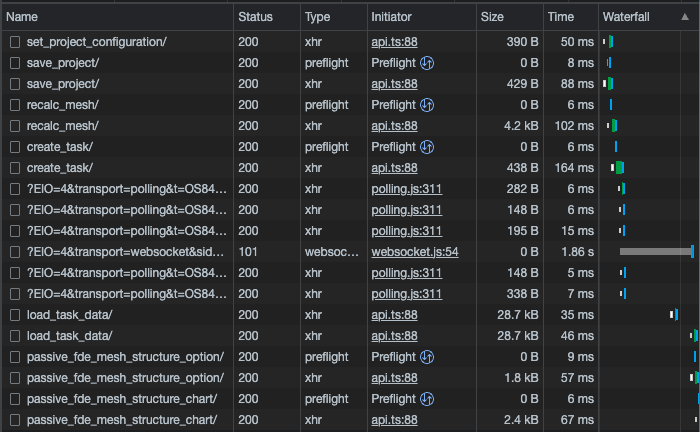 Name Status Type Initiator Size Time Waterfall
set_project_configuration/ 200 xhr api.ts:88 390 B 50 ms
save_project/ 200 preflight Preflight 0 B 8 ms
save_project/ 200 xhr api.ts:88 429 B 88 ms
recalc_mesh/ 200 preflight Preflight 0 B 6 ms
recalc_mesh/ 200 xhr api.ts:88 4.2 kB 102 ms
create_task/ 200 preflight Preflight 0 B 6 ms
create_task/ 200 xhr api.ts:88 438 B 164 ms
?EIO=4&transport=polling&t=OS84... 200 xhr polling.js:311 282 B 6 ms
?EIO=4&transport=polling&t=OS84... 200 xhr polling.js:311 148 B 6 ms
?EIO=4&transport=polling&t=OS84... 200 xhr polling.js:311 195 B 15 ms
?EIO=4&transport=websocket&sid... 101 websoc... websocket.js:54 0 B 1.86 s
?EIO=4&transport=polling&t=OS84... 200 xhr polling.js:311 148 B 5 ms
?EIO=4&transport=polling&t=OS84... 200 xhr polling.js:311 338 B 7 ms
load_task_data/ 200 xhr api.ts:88 28.7 kB 35 ms
load_task_data/ 200 xhr api.ts:88 28.7 kB 46 ms
passive_fde_mesh_structure_option/ 200 preflight Preflight 0 B 9 ms
passive_fde_mesh_structure_option/ 200 xhr api.ts:88 1.8 kB 57 ms
passive_fde_mesh_structure_chart/ 200 preflight Preflight 0 B 6 ms
passive_fde_mesh_structure_chart/ 200 xhr api.ts:88 2.4 kB 67 ms